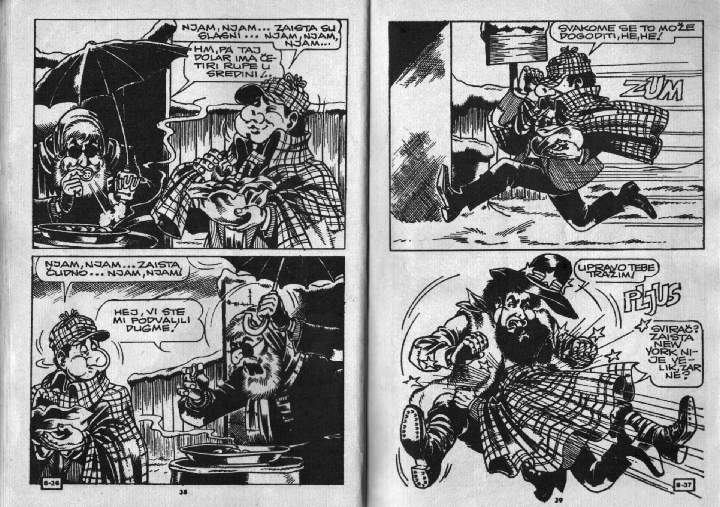 NJAM, NJAM... ZAISTA SU
SLASNI... NJAM, NJAM,
NJAM...
HM, PA TAJ
DOLAR IMA ČE-
TIRI RUPE U
SREDINI!..
NJAM, NJAM... ZAISTA
ČUDNO... NJAM, NJAM!
HEJ, VI STE
MI PODVALILI
DUGME!
B-36
38
SVAKOME SE TO MOŽE
DOGODITI, HE, HE!
ZUM
UPRAVO TEBE
TRAŽIM!
PLJUS
SVIRAČ?
ZAISTA
NEW
YORK NI-
JE VE-
LIK, ZAR
NE?
B-37
39